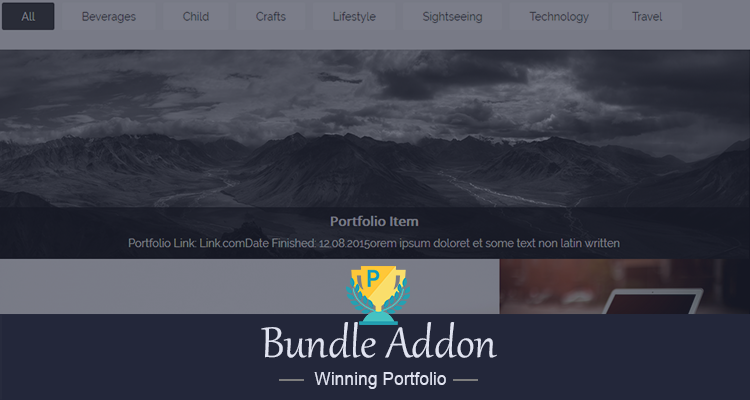 All Beverages Child Crafts Lifestyle Sightseeing Technology Travel
Portfolio Item
Portfolio Link: Link.comDate Finished: 12.08.2015orem ipsum doloret et some text non latin written
P
Bundle Addon
Winning Portfolio